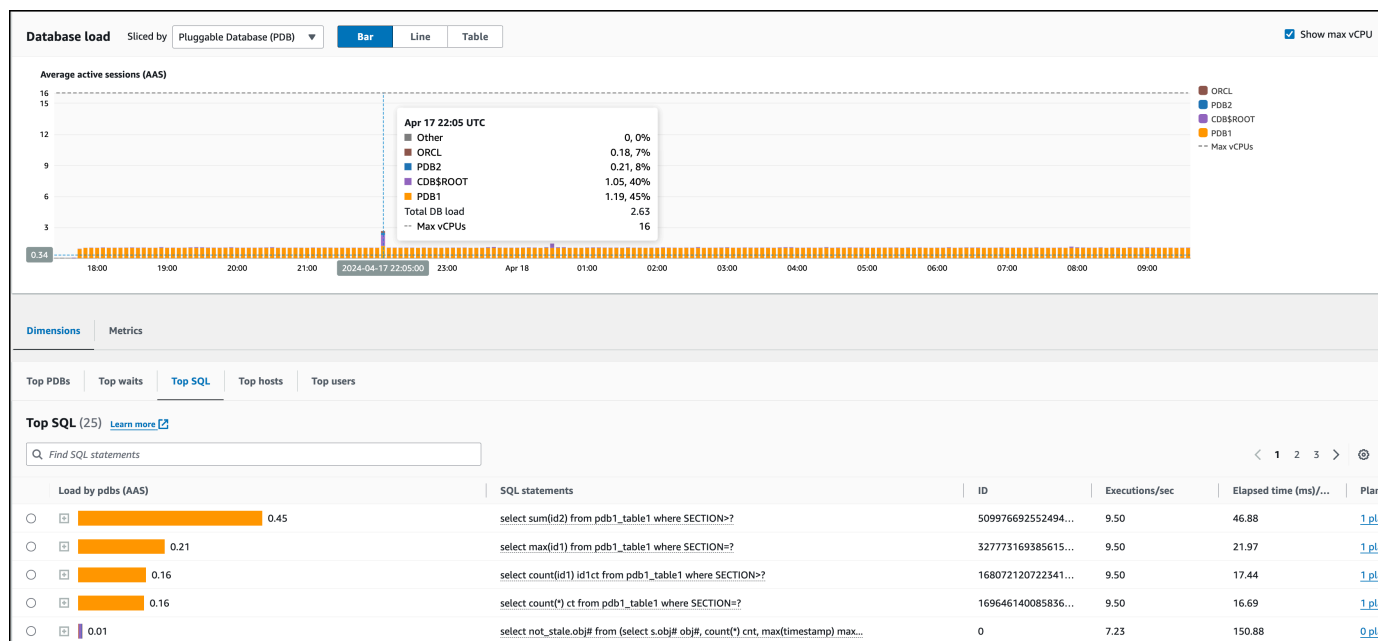 Database load Sliced by Pluggable Database (PDB) Bar Line Table Show max vCPU
Average active sessions (AAS)
16
15
12
9
6
3
0.34
Apr 17 22:05 UTC
Other 0, 0%
ORCL 0.18, 7%
PDB2 0.21, 8%
CDB$ROOT 1.05, 40%
PDB1 1.19, 45%
Total DB load 2.63
Max vCPUs 16
ORCL
PDB2
CDB$ROOT
PDB1
Max vCPUs
18:00 19:00 20:00 21:00 2024-04-17 22:05:00 23:00 Apr 18 01:00 02:00 03:00 04:00 05:00 06:00 07:00 08:00 09:00
Dimensions Metrics
Top PDBs Top waits Top SQL Top hosts Top users
Top SQL (25) Learn more
Find SQL statements 1 2 3
Load by pdbs (AAS) SQL statements ID Executions/sec Elapsed time (ms)/... Plan
0.45 select sum(id2) from pdb1_table1 where SECTION>? 509976692552494... 9.50 46.88 1 pl
0.21 select max(id1) from pdb1_table1 where SECTION=? 327773169385615... 9.50 21.97 1 pl
0.16 select count(id1) id1ct from pdb1_table1 where SECTION>? 168072120722341... 9.50 17.44 1 pl
0.16 select count(*) ct from pdb1_table1 where SECTION=? 169646140085836... 9.50 16.69 1 pl
0.01 select not_stale.obj# from (select s.obj# obj#, count(*) cnt, max(timestamp) max... 0 7.23 150.88 0 pl